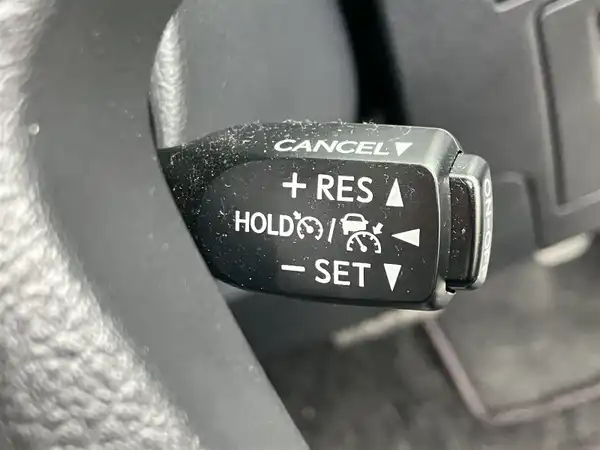 CANCEL▼
+ RES ▲
HOLD / ◀
− SET ▼